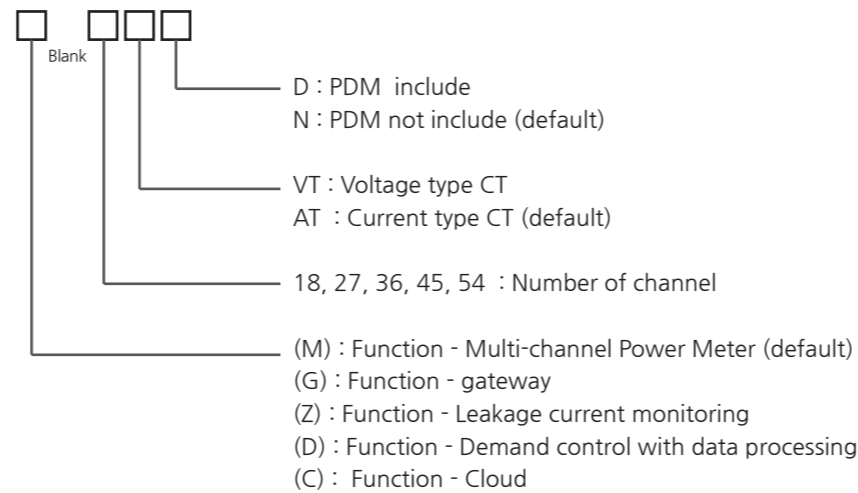 Blank
D : PDM include
N : PDM not include (default)
VT : Voltage type CT
AT : Current type CT (default)
18, 27, 36, 45, 54 : Number of channel
(M) : Function - Multi-channel Power Meter (default)
(G) : Function - gateway
(Z) : Function - Leakage current monitoring
(D) : Function - Demand control with data processing
(C) : Function - Cloud